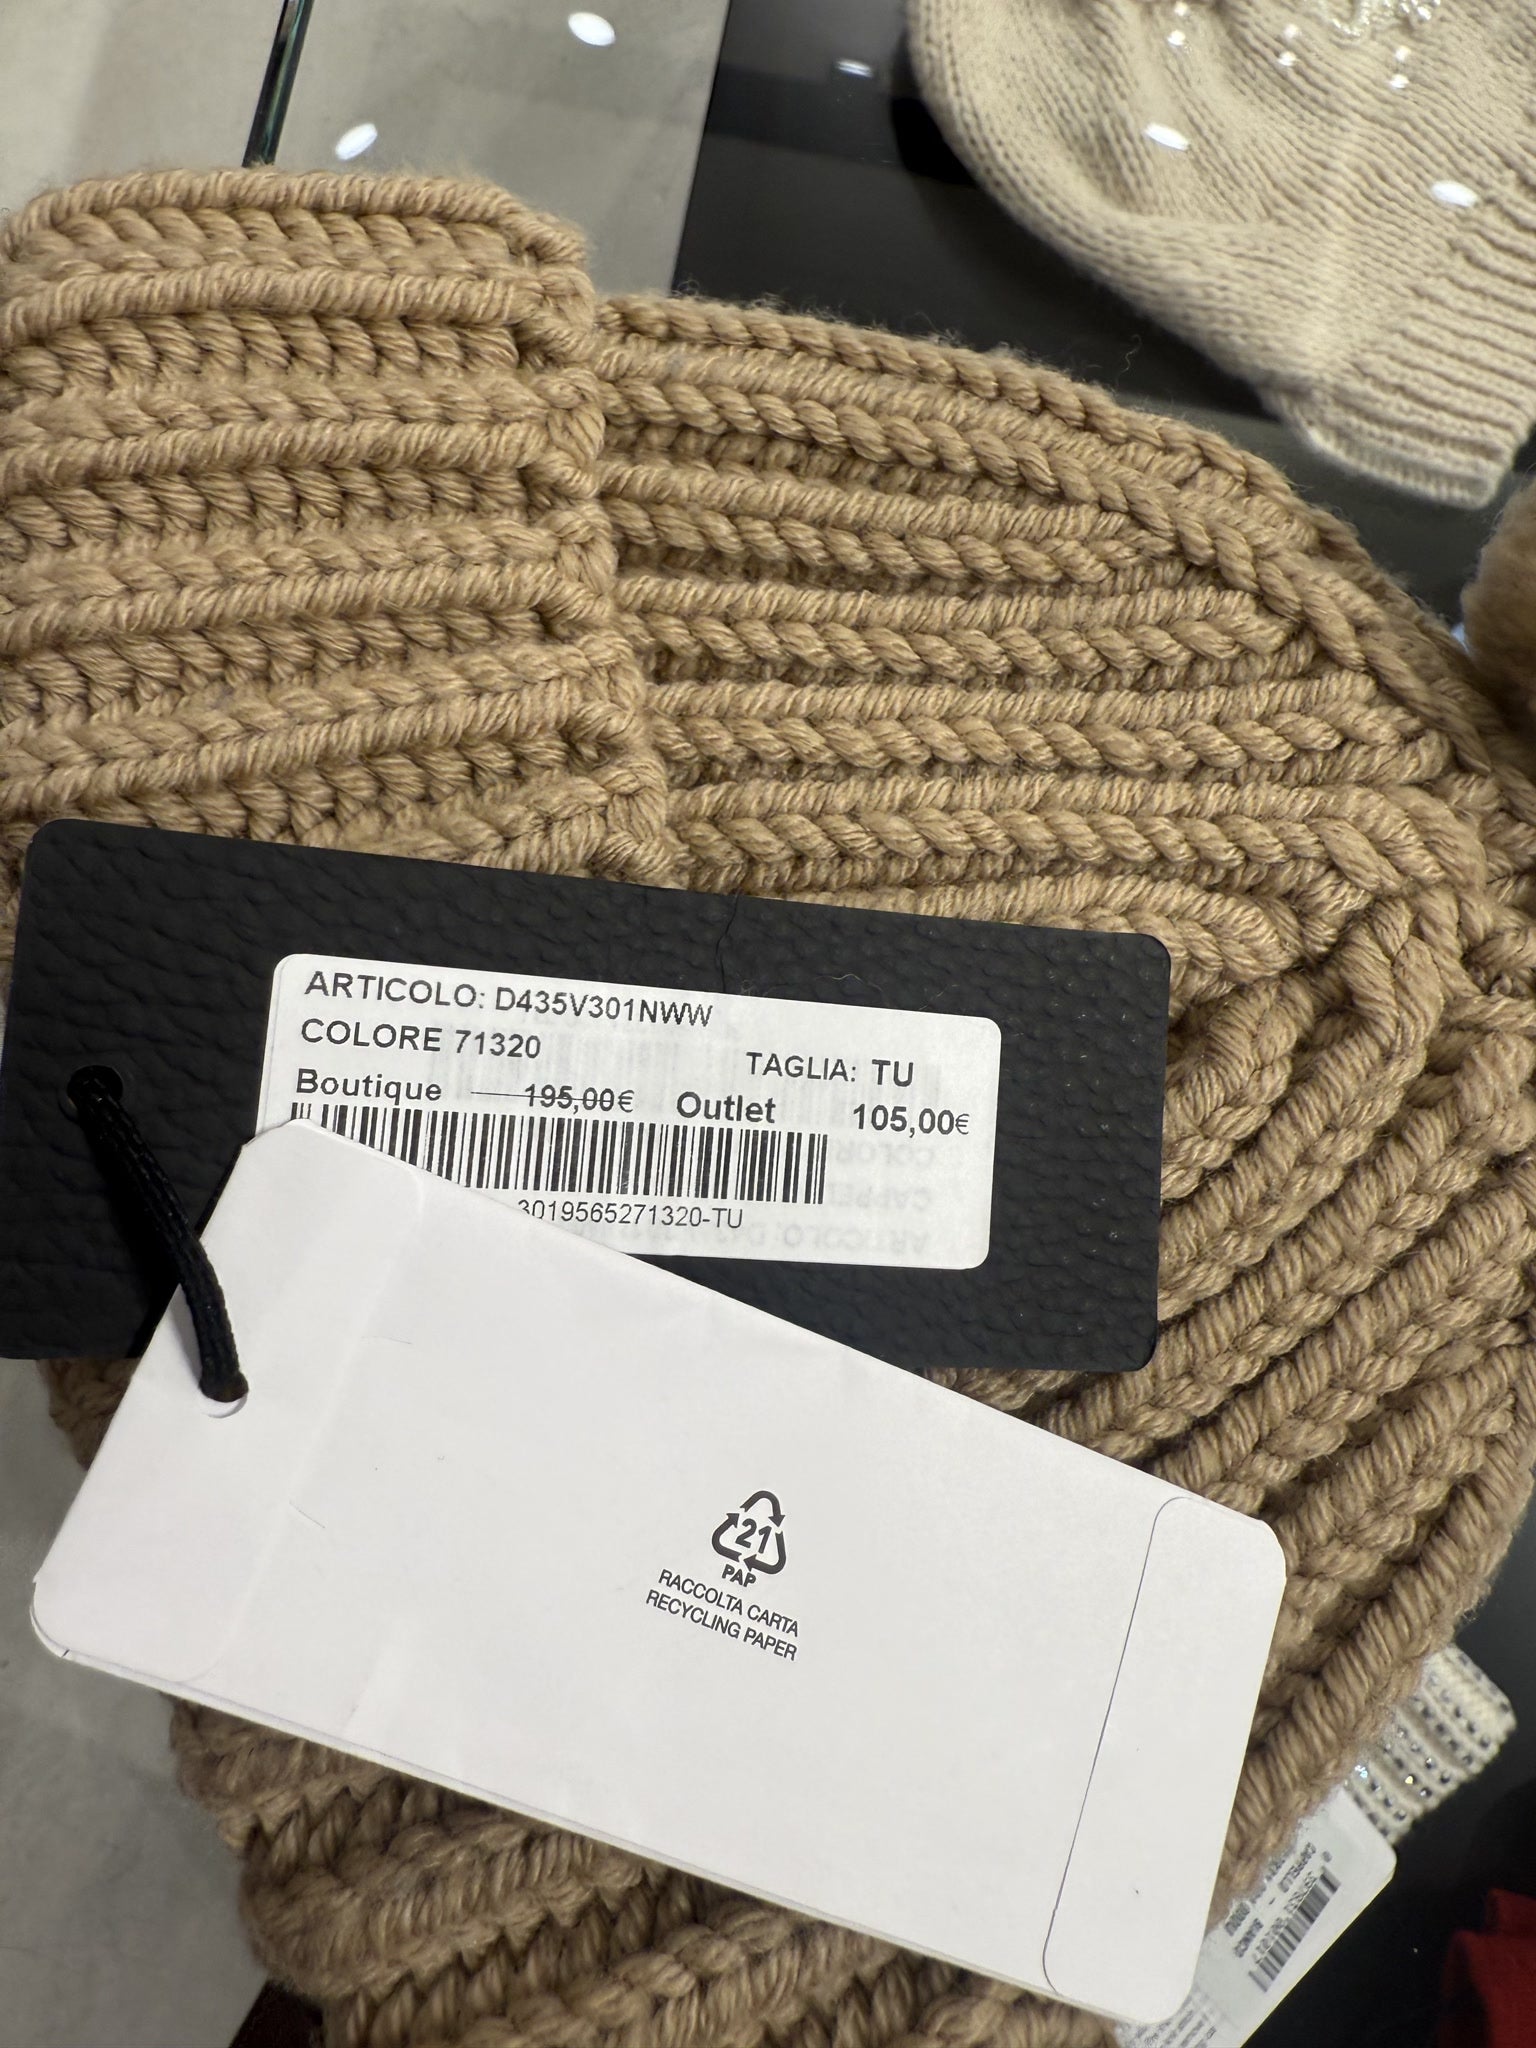 ARTICOLO: D435V301NWW
COLORE 71320
TAGLIA: TU
Boutique 195,00€ Outlet 105,00€
3019565271320-TU
21
PAP
RACCOLTA CARTA
RECYCLING PAPER